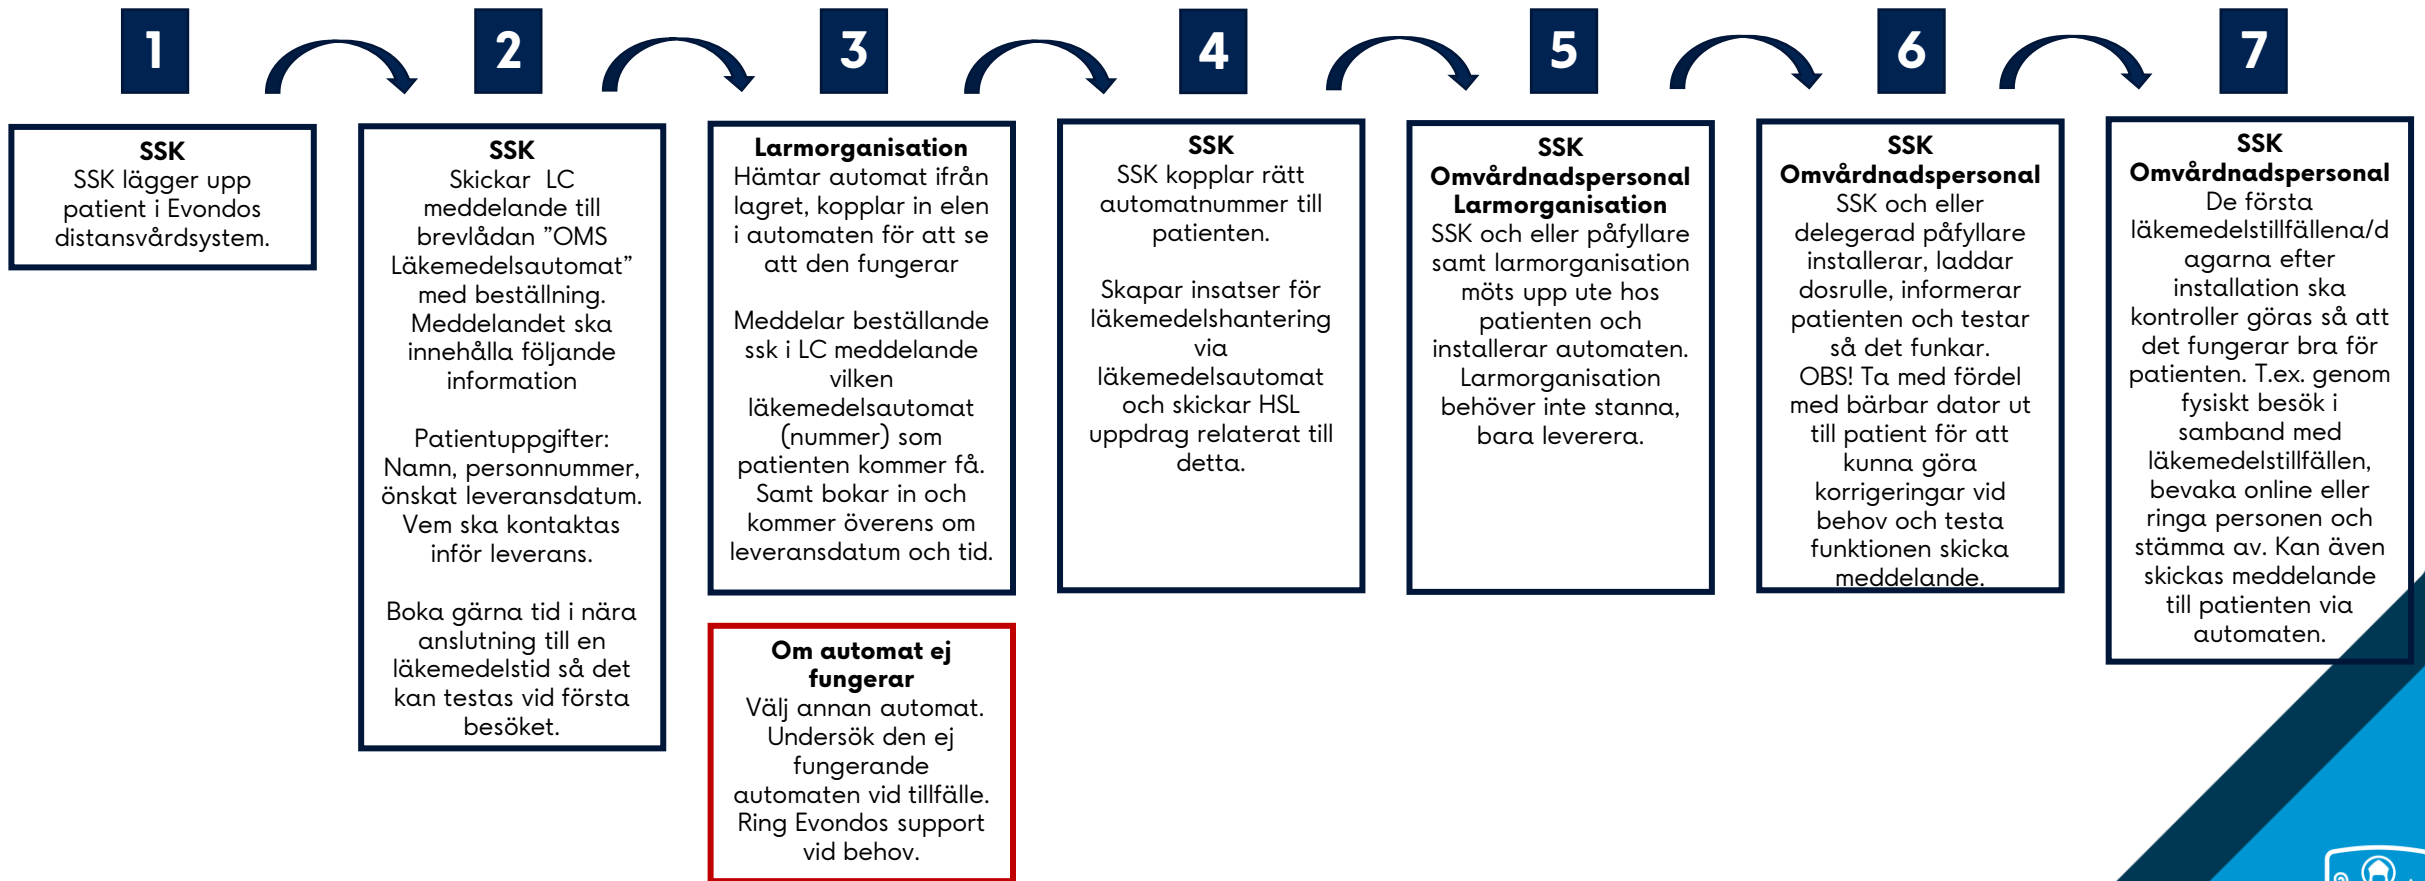 1
SSK
SSK lägger upp
patient i Evondos
distansvårdsystem.
2
SSK
Skickar LC
meddelande till
brevlådan ”OMS
Läkemedelsautomat”
med beställning.
Meddelandet ska
innehålla följande
information
Patientuppgifter:
Namn, personnummer,
önskat leveransdatum.
Vem ska kontaktas
inför leverans.
Boka gärna tid i nära
anslutning till en
läkemedelstid så det
kan testas vid första
besöket.
3
Larmorganisation
Hämtar automat ifrån
lagret, kopplar in elen
i automaten för att se
att den fungerar
Meddelar beställande
ssk i LC meddelande
vilken
läkemedelsautomat
(nummer) som
patienten kommer få.
Samt bokar in och
kommer överens om
leveransdatum och tid.
Om automat ej
fungerar
Välj annan automat.
Undersök den ej
fungerande
automaten vid tillfälle.
Ring Evondos support
vid behov.
4
SSK
SSK kopplar rätt
automatnummer till
patienten.
Skapar insatser för
läkemedelshantering
via
läkemedelsautomat
och skickar HSL
uppdrag relaterat till
detta.
5
SSK
Omvårdnadspersonal
Larmorganisation
SSK och eller påfyllare
samt larmorganisation
möts upp ute hos
patienten och
installerar automaten.
Larmorganisation
behöver inte stanna,
bara leverera.
6
SSK
Omvårdnadspersonal
SSK och eller
delegerad påfyllare
installerar, laddar
dosrulle, informerar
patienten och testar
så det funkar.
OBS! Ta med fördel
med bärbar dator ut
till patient för att
kunna göra
korrigeringar vid
behov och testa
funktionen skicka
meddelande.
7
SSK
Omvårdnadspersonal
De första
läkemedelstillfällena/d
agarna efter
installation ska
kontroller göras så att
det fungerar bra för
patienten. T.ex. genom
fysiskt besök i
samband med
läkemedelstillfällen,
bevaka online eller
ringa personen och
stämma av. Kan även
skickas meddelande
till patienten via
automaten.